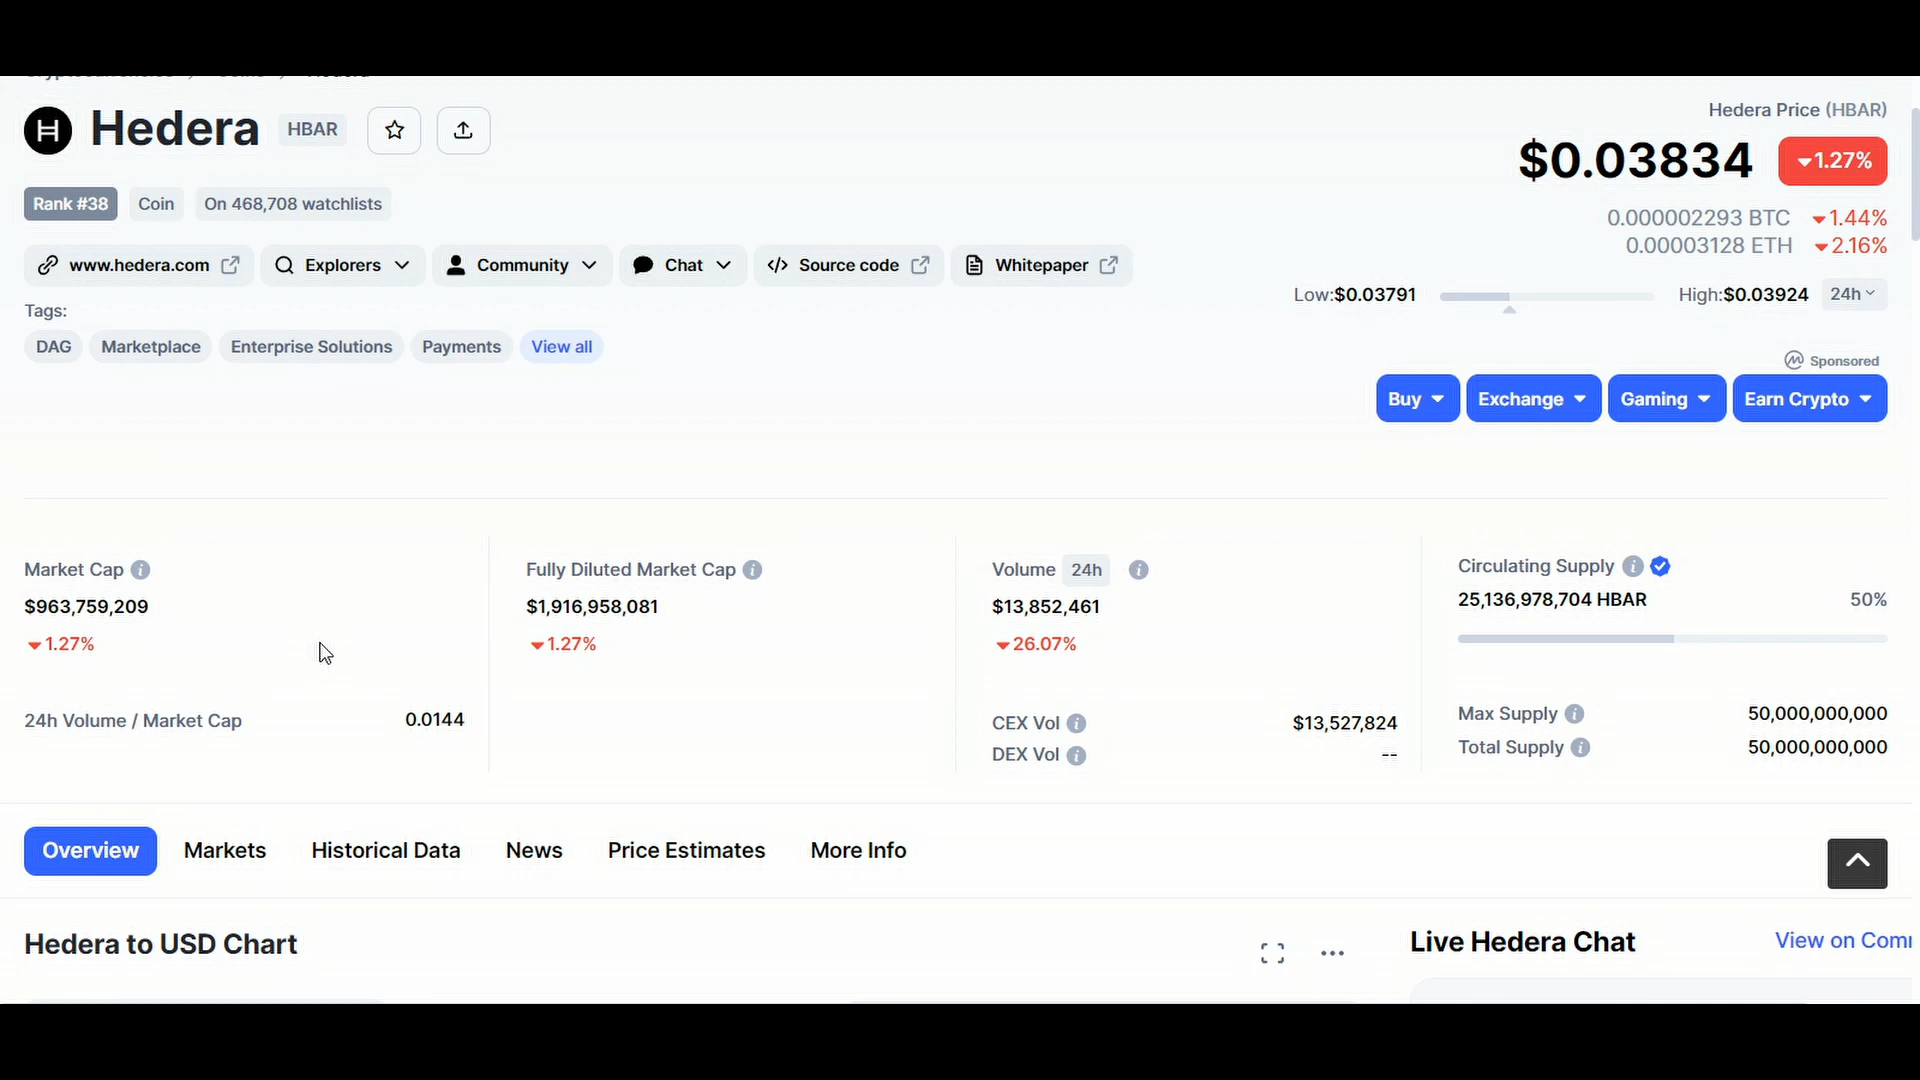 Hedera HBAR
Rank #38 Coin On 468,708 watchlists
www.hedera.com Explorers Community Chat Source code Whitepaper
Tags:
DAG Marketplace Enterprise Solutions Payments View all
Hedera Price (HBAR)
$0.03834 1.27%
0.000002293 BTC 1.44%
0.00003128 ETH 2.16%
Low:$0.03791 High:$0.03924 24h
Sponsored
Buy Exchange Gaming Earn Crypto
Market Cap
$963,759,209
1.27%
24h Volume / Market Cap 0.0144
Fully Diluted Market Cap
$1,916,958,081
1.27%
Volume 24h
$13,852,461
26.07%
CEX Vol $13,527,824
DEX Vol --
Circulating Supply
25,136,978,704 HBAR 50%
Max Supply 50,000,000,000
Total Supply 50,000,000,000
Overview Markets Historical Data News Price Estimates More Info
Hedera to USD Chart
Live Hedera Chat View on Com